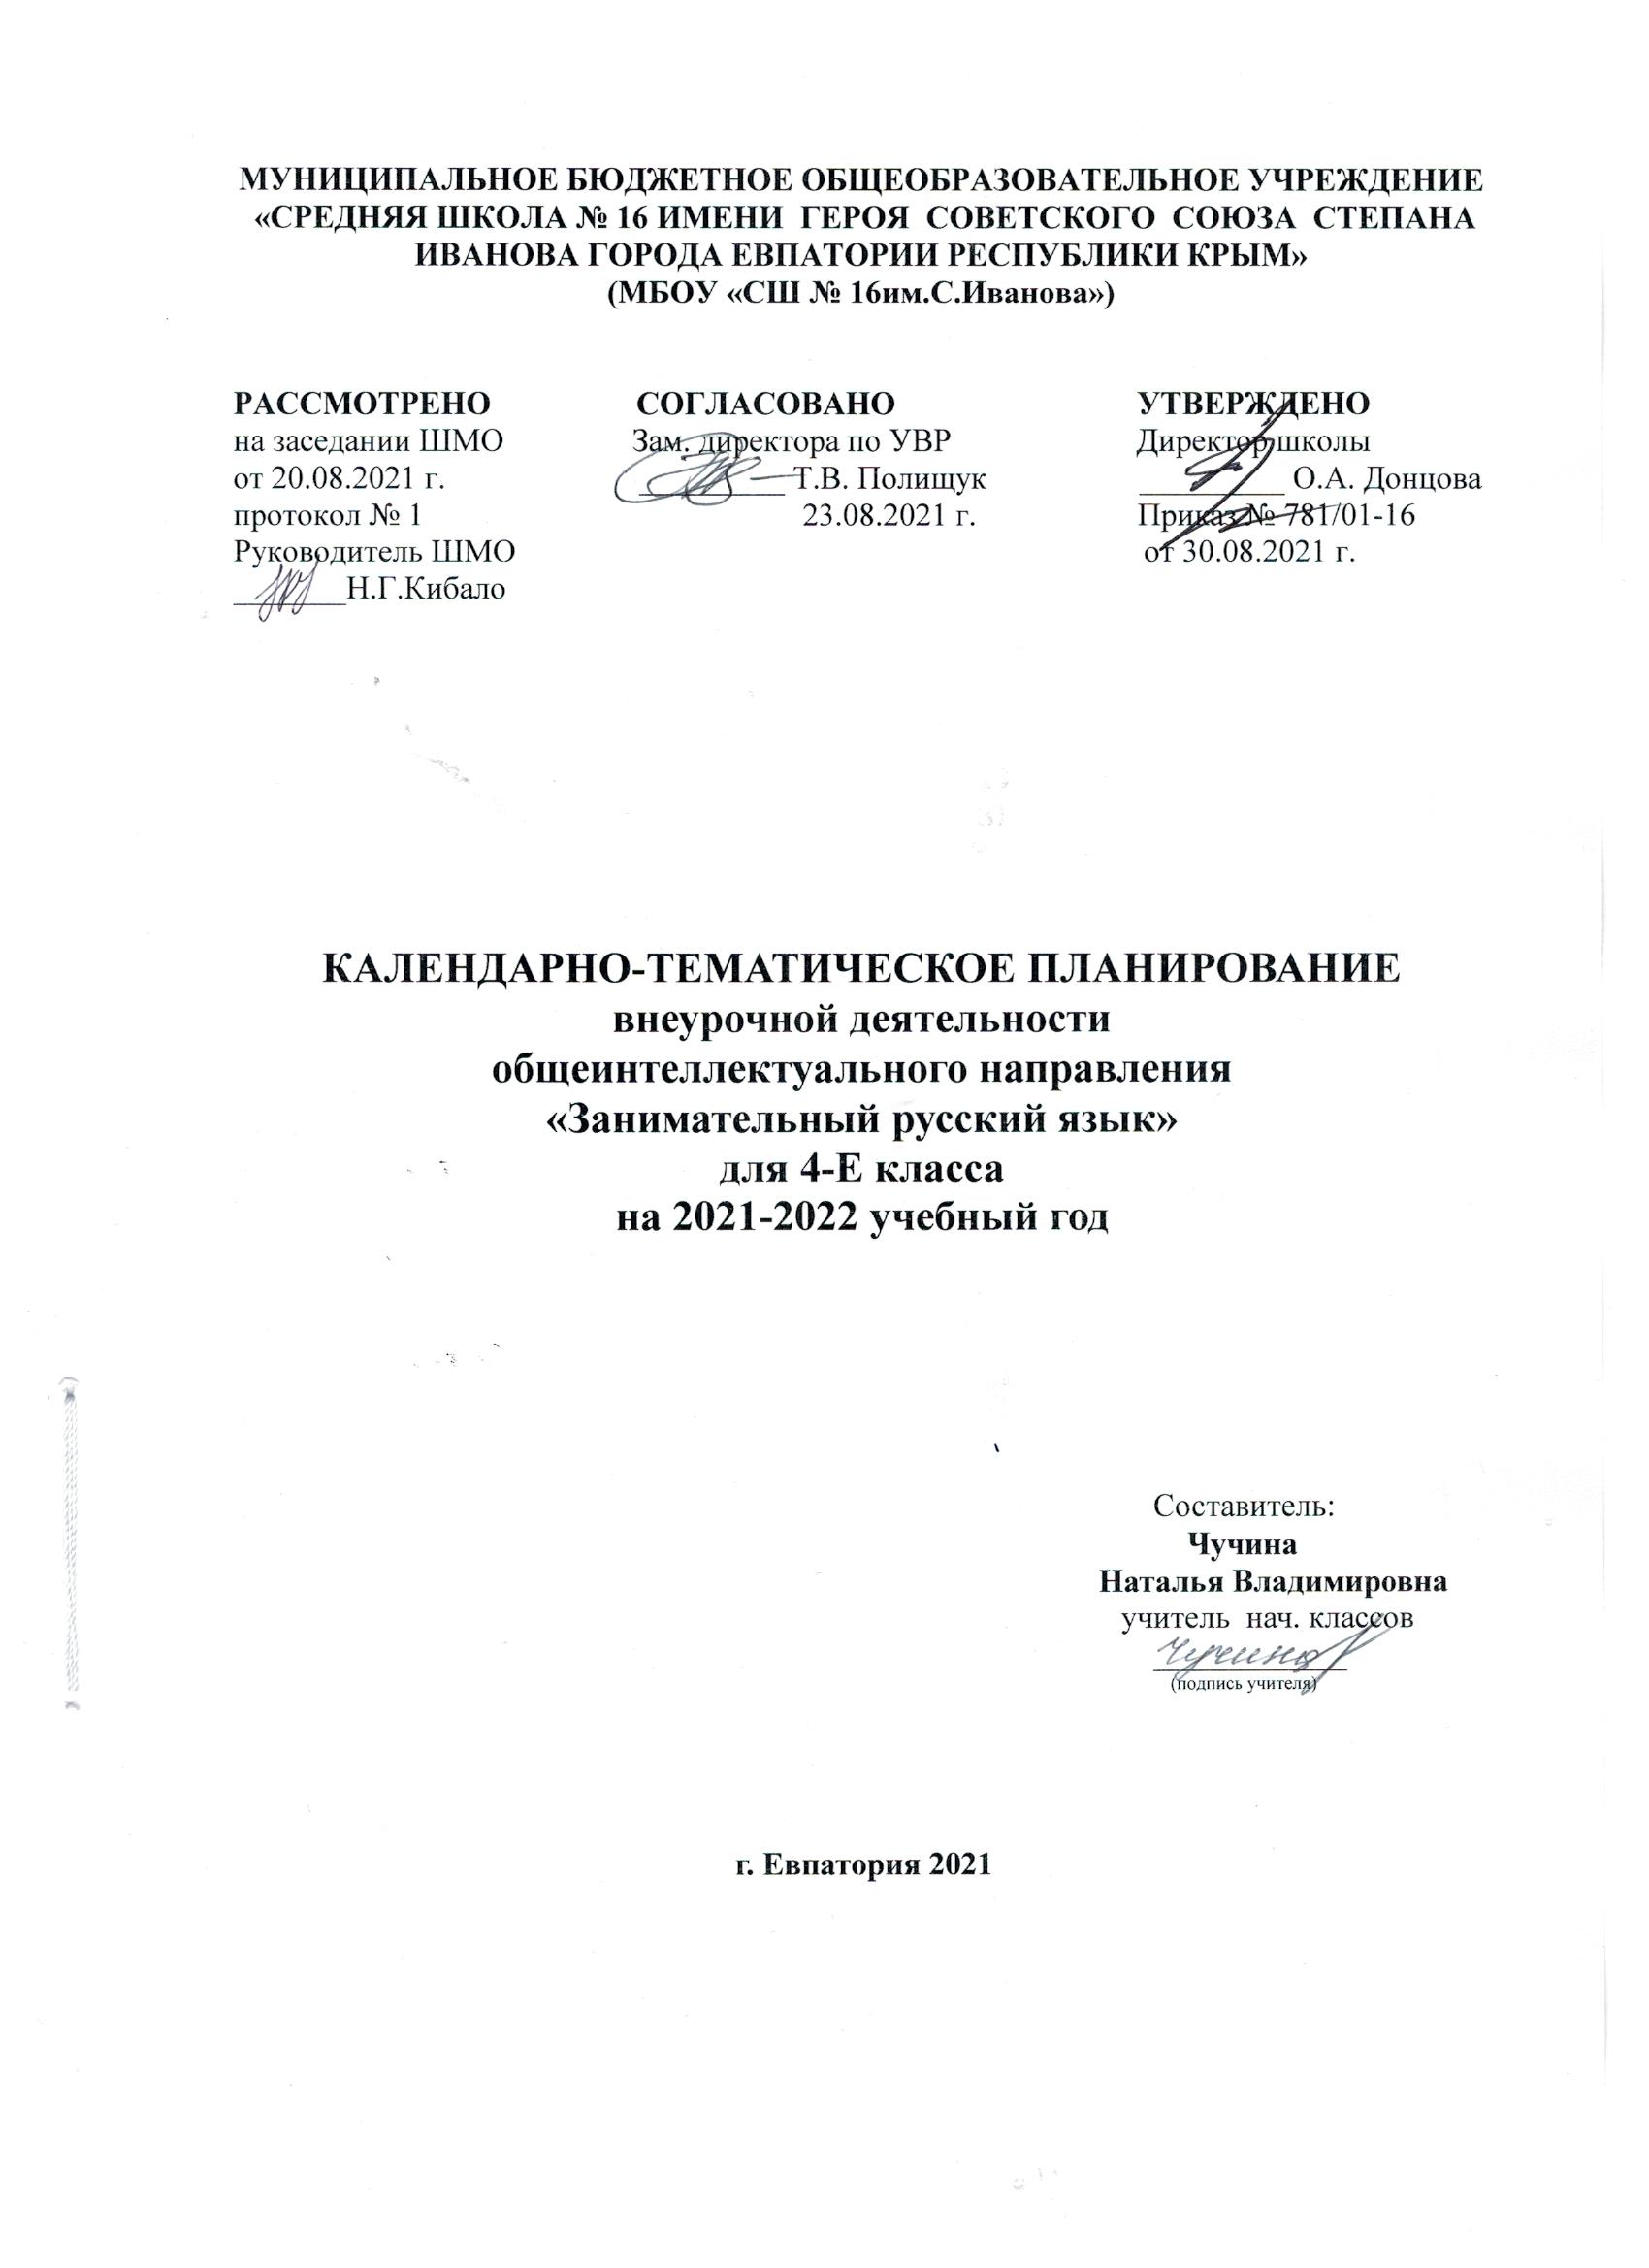 МУНИЦИПАЛЬНОЕ БЮДЖЕТНОЕ ОБЩЕОБРАЗОВАТЕЛЬНОЕ УЧРЕЖДЕНИЕ
«СРЕДНЯЯ ШКОЛА № 16 ИМЕНИ ГЕРОЯ СОВЕТСКОГО СОЮЗА СТЕПАНА
ИВАНОВА ГОРОДА ЕВПАТОРИИ РЕСПУБЛИКИ КРЫМ»
(МБОУ «СШ № 16им.С.Иванова»)
РАССМОТРЕНО
на заседании ШМО
от 20.08.2021 г.
протокол № 1
Руководитель ШМО
Н.Г.Кибало
СОГЛАСОВАНО
Зам. директора по УВР
Т.В. Полищук
23.08.2021 г.
УТВЕРЖДЕНО
Директор школы
О.А. Донцова
Приказ № 781/01-16
от 30.08.2021 г.
КАЛЕНДАРНО-ТЕМАТИЧЕСКОЕ ПЛАНИРОВАНИЕ
внеурочной деятельности
общеинтеллектуального направления
«Занимательный русский язык»
для 4-Е класса
на 2021-2022 учебный год
Составитель:
Чучина
Наталья Владимировна
учитель нач. классов
Чучина
(подпись учителя)
г. Евпатория 2021